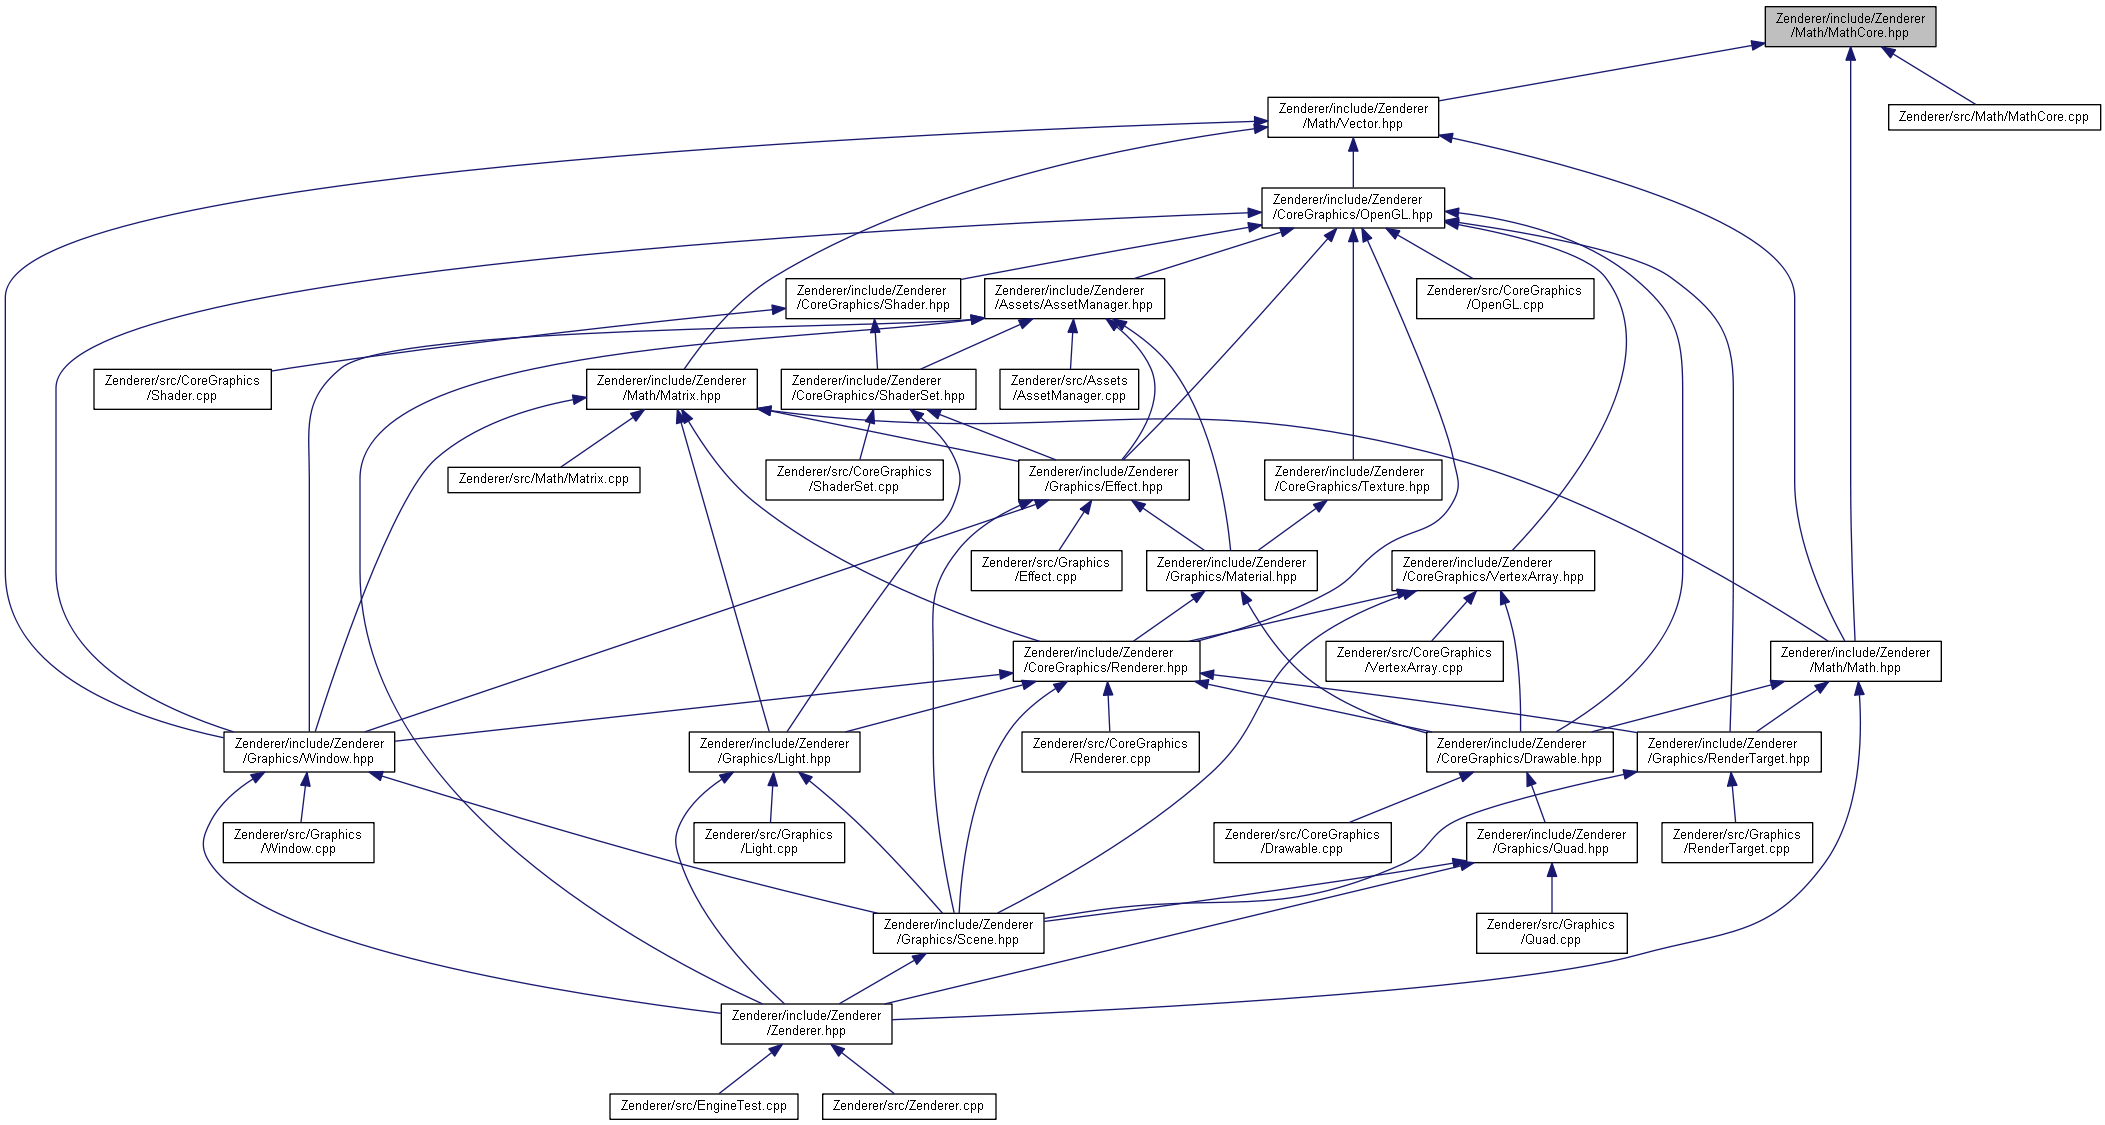 Zenderer/include/Zenderer
/Math/MathCore.hpp
Zenderer/include/Zenderer
/Math/Vector.hpp
Zenderer/src/Math/MathCore.cpp
Zenderer/include/Zenderer
/CoreGraphics/OpenGL.hpp
Zenderer/include/Zenderer
/CoreGraphics/Shader.hpp
Zenderer/include/Zenderer
/Assets/AssetManager.hpp
Zenderer/src/CoreGraphics
/OpenGL.cpp
Zenderer/src/CoreGraphics
/Shader.cpp
Zenderer/include/Zenderer
/Math/Matrix.hpp
Zenderer/include/Zenderer
/CoreGraphics/ShaderSet.hpp
Zenderer/src/Assets
/AssetManager.cpp
Zenderer/src/Math/Matrix.cpp
Zenderer/src/CoreGraphics
/ShaderSet.cpp
Zenderer/include/Zenderer
/Graphics/Effect.hpp
Zenderer/include/Zenderer
/CoreGraphics/Texture.hpp
Zenderer/src/Graphics
/Effect.cpp
Zenderer/include/Zenderer
/Graphics/Material.hpp
Zenderer/include/Zenderer
/CoreGraphics/VertexArray.hpp
Zenderer/include/Zenderer
/CoreGraphics/Renderer.hpp
Zenderer/src/CoreGraphics
/VertexArray.cpp
Zenderer/include/Zenderer
/Math/Math.hpp
Zenderer/include/Zenderer
/Graphics/Window.hpp
Zenderer/include/Zenderer
/Graphics/Light.hpp
Zenderer/src/CoreGraphics
/Renderer.cpp
Zenderer/include/Zenderer
/CoreGraphics/Drawable.hpp
Zenderer/include/Zenderer
/Graphics/RenderTarget.hpp
Zenderer/src/Graphics
/Window.cpp
Zenderer/src/Graphics
/Light.cpp
Zenderer/src/CoreGraphics
/Drawable.cpp
Zenderer/include/Zenderer
/Graphics/Quad.hpp
Zenderer/src/Graphics
/RenderTarget.cpp
Zenderer/include/Zenderer
/Graphics/Scene.hpp
Zenderer/src/Graphics
/Quad.cpp
Zenderer/include/Zenderer
/Zenderer.hpp
Zenderer/src/EngineTest.cpp
Zenderer/src/Zenderer.cpp